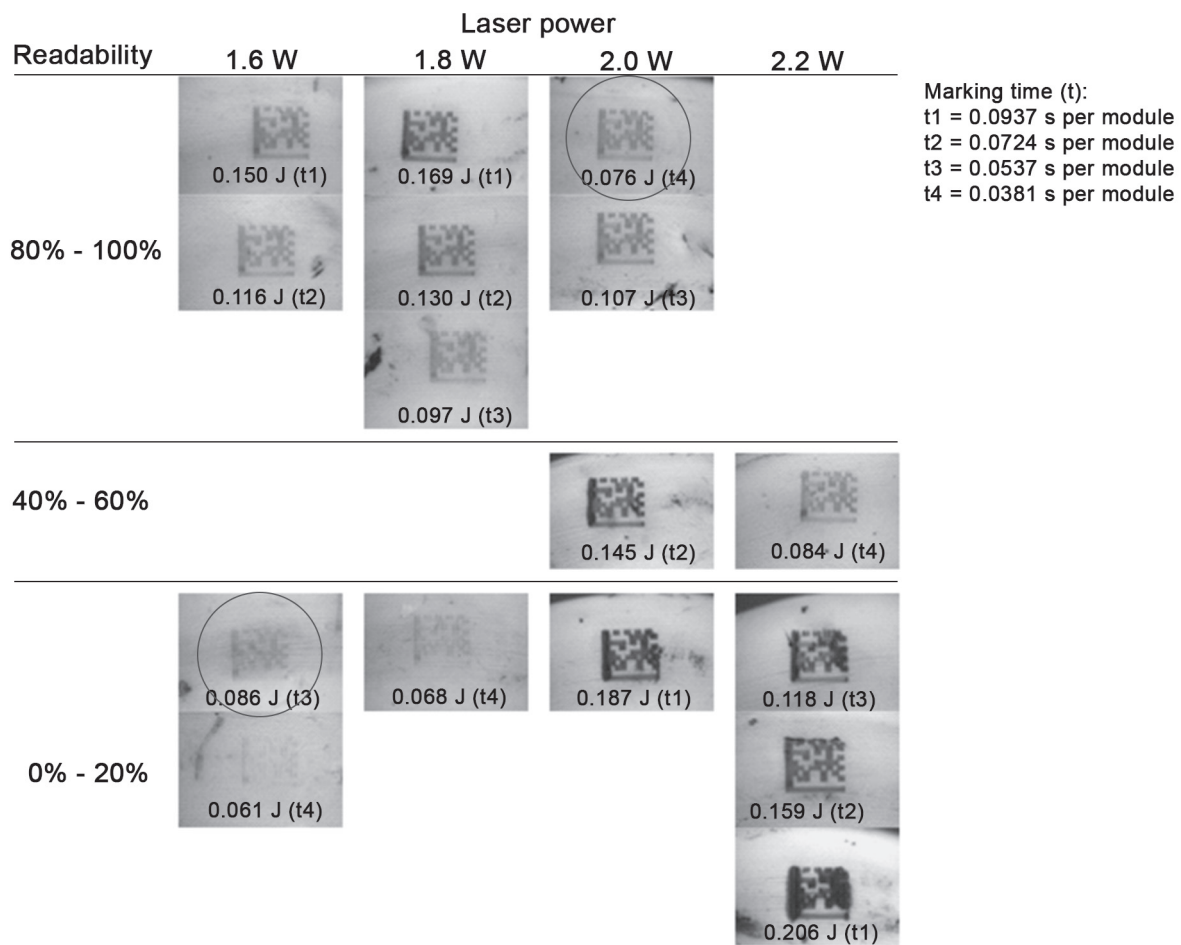 Laser power
Readability 1.6 W 1.8 W 2.0 W 2.2 W
Marking time (t):
t1 = 0.0937 s per module
t2 = 0.0724 s per module
t3 = 0.0537 s per module
t4 = 0.0381 s per module
0.150 J (t1) 0.169 J (t1) 0.076 J (t4)
80% - 100%
0.116 J (t2) 0.130 J (t2) 0.107 J (t3)
0.097 J (t3)
40% - 60%
0.145 J (t2) 0.084 J (t4)
0.086 J (t3) 0.068 J (t4) 0.187 J (t1) 0.118 J (t3)
0% - 20%
0.061 J (t4) 0.159 J (t2)
0.206 J (t1)